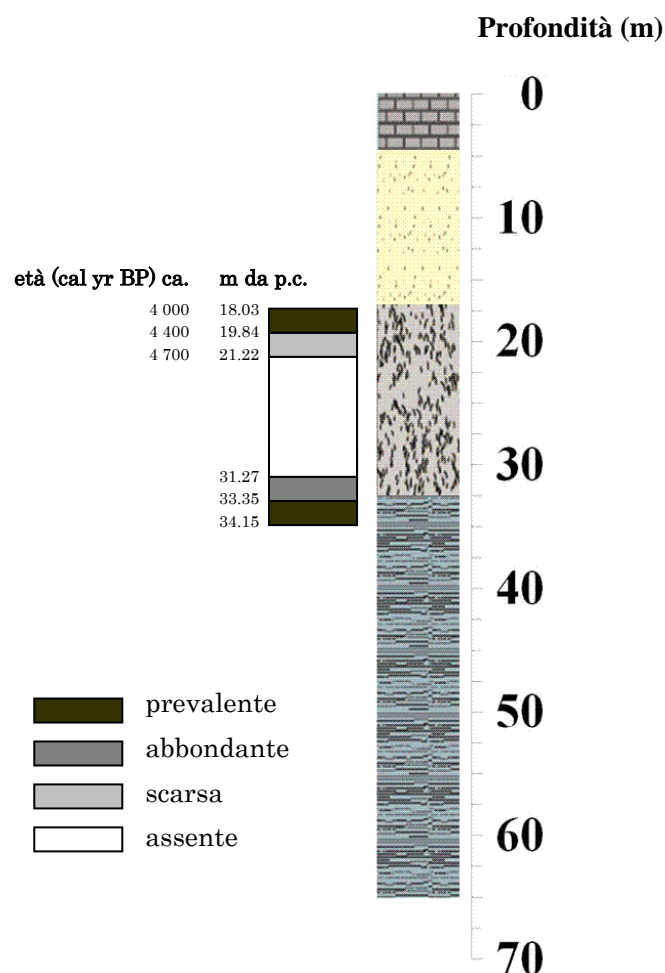 Profondità (m)
0
10
età (cal yr BP) ca. m da p.c.
4 000 18.03
4 400 19.84
4 700 21.22
20
30
31.27
33.35
34.15
40
50
60
70
prevalente
abbondante
scarsa
assente